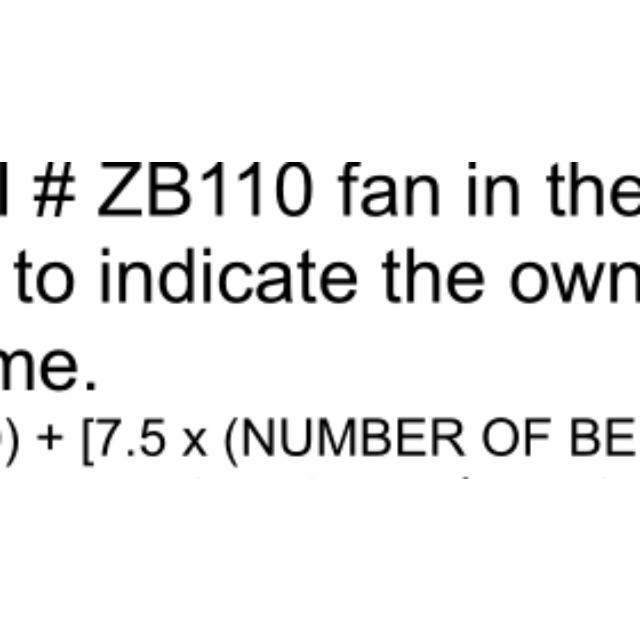 # ZB110 fan in the
to indicate the own
me.
) + [7.5 x (NUMBER OF BE